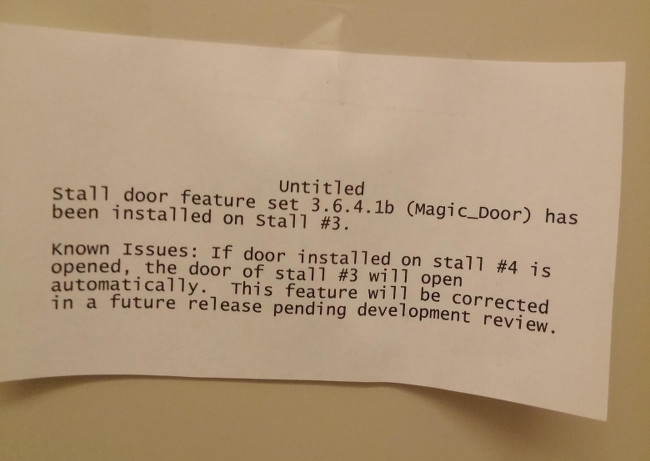 Untitled
Stall door feature set 3.6.4.1b (Magic_Door) has
been installed on Stall #3.
Known Issues: If door installed on stall #4 is
opened, the door of stall #3 will open
automatically.  This feature will be corrected
in a future release pending development review.